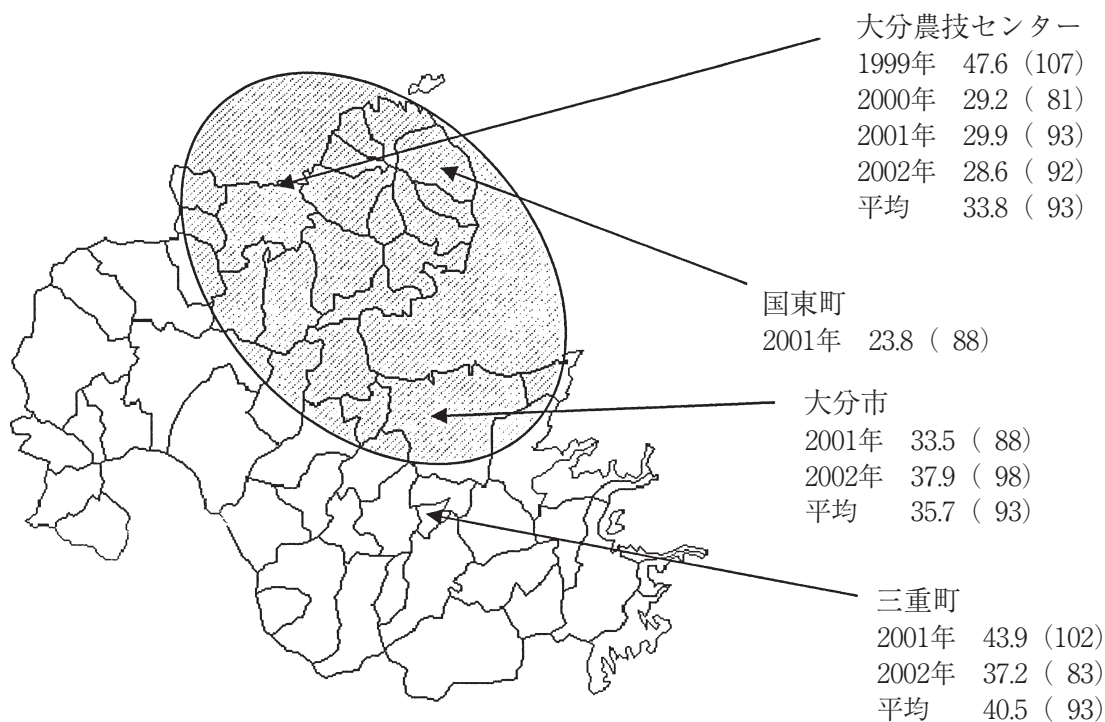 大分農技センター
1999年 47.6 (107)
2000年 29.2 ( 81)
2001年 29.9 ( 93)
2002年 28.6 ( 92)
平均 33.8 ( 93)
国東町
2001年 23.8 ( 88)
大分市
2001年 33.5 ( 88)
2002年 37.9 ( 98)
平均 35.7 ( 93)
三重町
2001年 43.9 (102)
2002年 37.2 ( 83)
平均 40.5 ( 93)